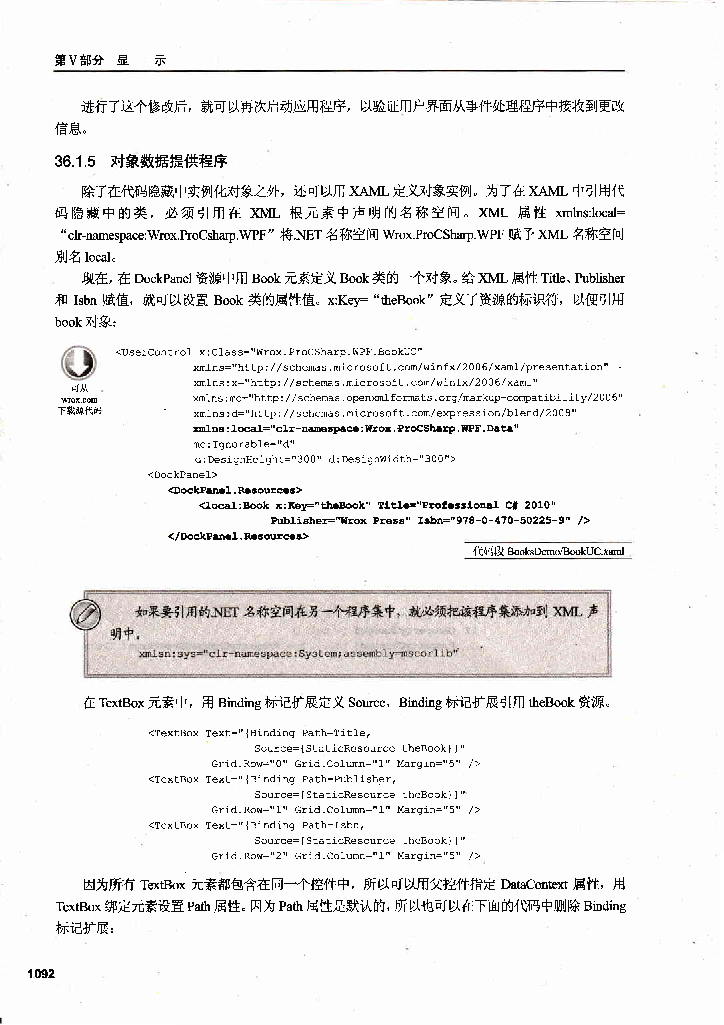 第V部分 显 示
进行了这个修改后，就可以再次启动应用程序，以验证用户界面从事件处理程序中接收到更改
信息。
36.1.5 对象数据提供程序
除了在代码隐藏中实例化对象之外，还可以用 XAML 定义对象实例。为了在 XAML 中引用代
码隐藏中的类，必须引用在 XML 根元素中声明的名称空间。XML 属性 xmlns:local=
“clr-namespace:Wrox.ProCsharp.WPF”将.NET 名称空间 Wrox.ProCSharp.WPF 赋予 XML 名称空间
别名 local。
现在，在 DockPanel 资源中用 Book 元素定义 Book 类的一个对象。给 XML 属性 Title、Publisher
和 Isbn 赋值，就可以设置 Book 类的属性值。x:Key=“theBook”定义了资源的标识符，以便引用
book 对象：
可从
wrox.com
下载源代码
<UserControl x:Class="Wrox.ProCSharp.WPF.BookUC"
xmlns="http://schemas.microsoft.com/winfx/2006/xaml/presentation"
xmlns:x="http://schemas.microsoft.com/winfx/2006/xaml"
xmlns:mc="http://schemas.openxmlformats.org/markup-compatibility/2006"
xmlns:d="http://schemas.microsoft.com/expression/blend/2008"
xmlns:local="clr-namespace:Wrox.ProCSharp.WPF.Data"
mc:Ignorable="d"
d:DesignHeight="300" d:DesignWidth="300">
<DockPanel>
<DockPanel.Resources>
<local:Book x:Key="theBook" Title="Professional C# 2010"
Publisher="Wrox Press" Isbn="978-0-470-50225-9" />
</DockPanel.Resources>
代码段 BooksDemo/BookUC.xaml
如果要引用的.NET 名称空间在另一个程序集中，就必须把该程序集添加到 XML 声
明中。
xmlsn:sys="clr-namespace:System;assembly=mscorlib"
在 TextBox 元素中，用 Binding 标记扩展定义 Source，Binding 标记扩展引用 theBook 资源。
<TextBox Text="{Binding Path=Title,
Source={StaticResource theBook}}"
Grid.Row="0" Grid.Column="1" Margin="5" />
<TextBox Text="{Binding Path=Publisher,
Source={StaticResource theBook}}"
Grid.Row="1" Grid.Column="1" Margin="5" />
<TextBox Text="{Binding Path=Isbn,
Source={StaticResource theBook}}"
Grid.Row="2" Grid.Column="1" Margin="5" />
因为所有 TextBox 元素都包含在同一个控件中，所以可以用父控件指定 DataContext 属性，用
TextBox 绑定元素设置 Path 属性。因为 Path 属性是默认的，所以也可以在下面的代码中删除 Binding
标记扩展：
1092